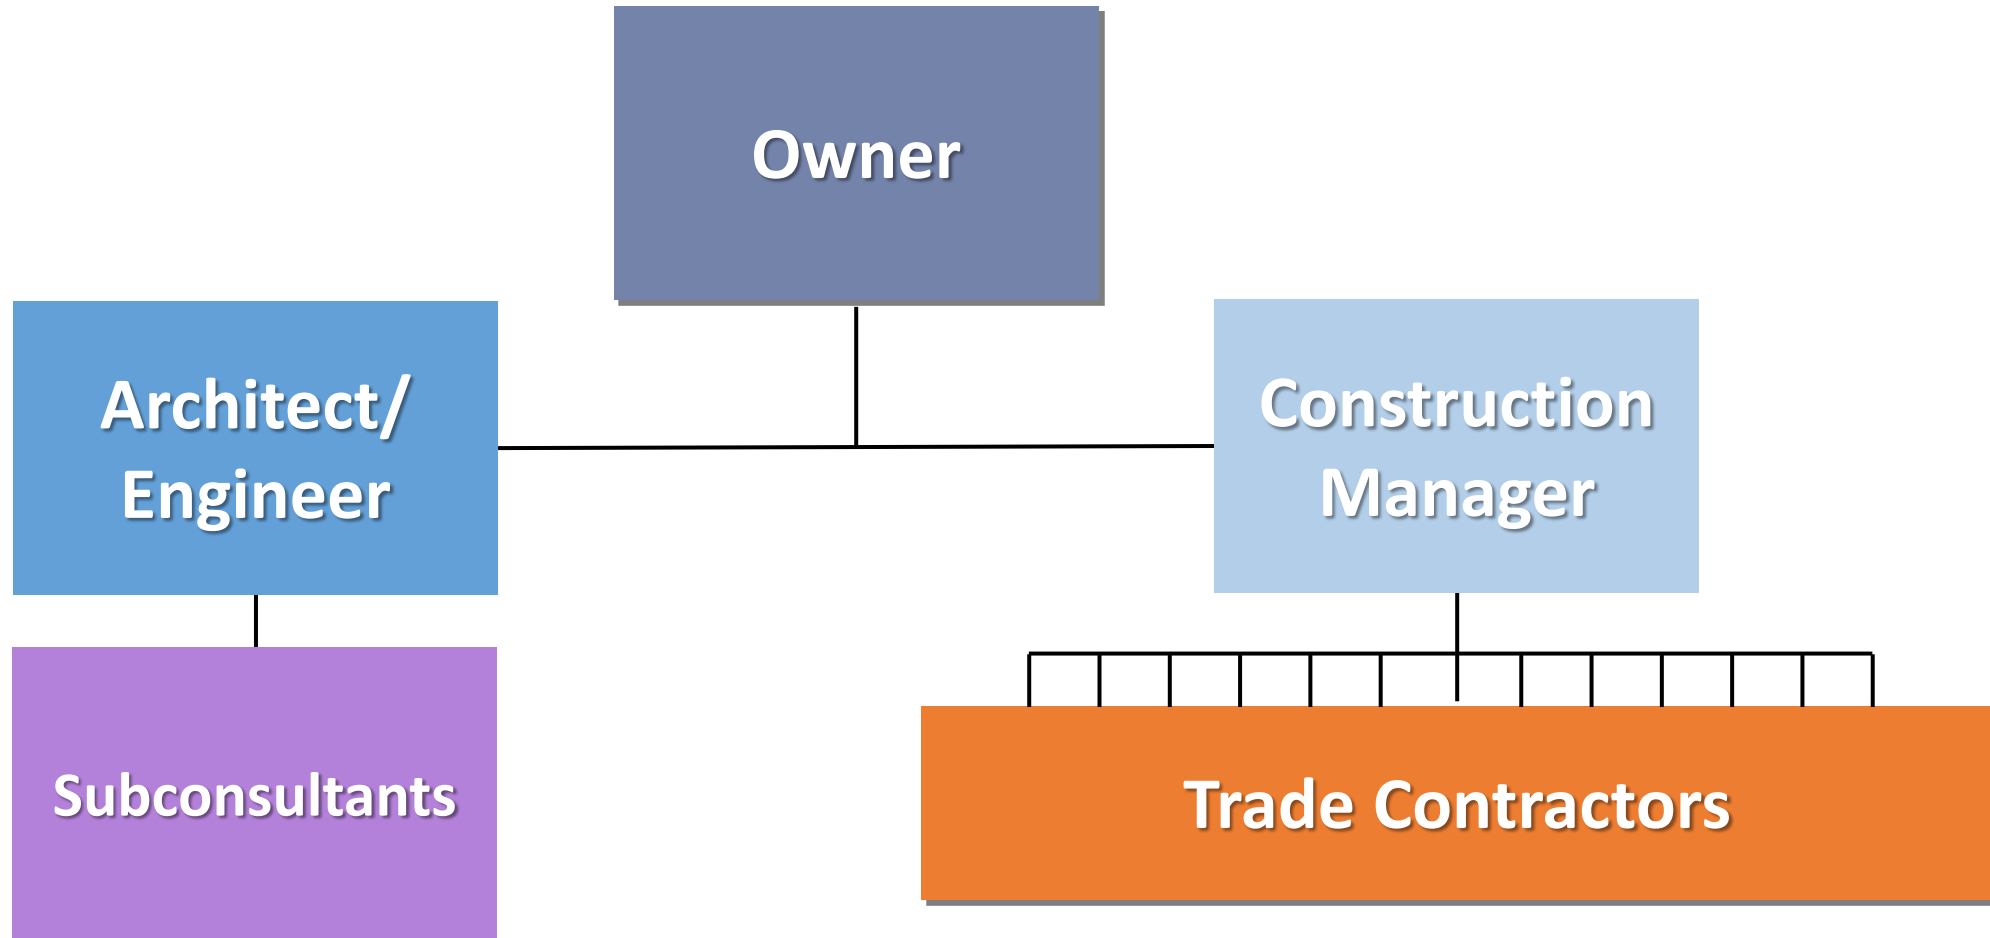 Owner
Architect/
Engineer
Construction
Manager
Subconsultants
Trade Contractors